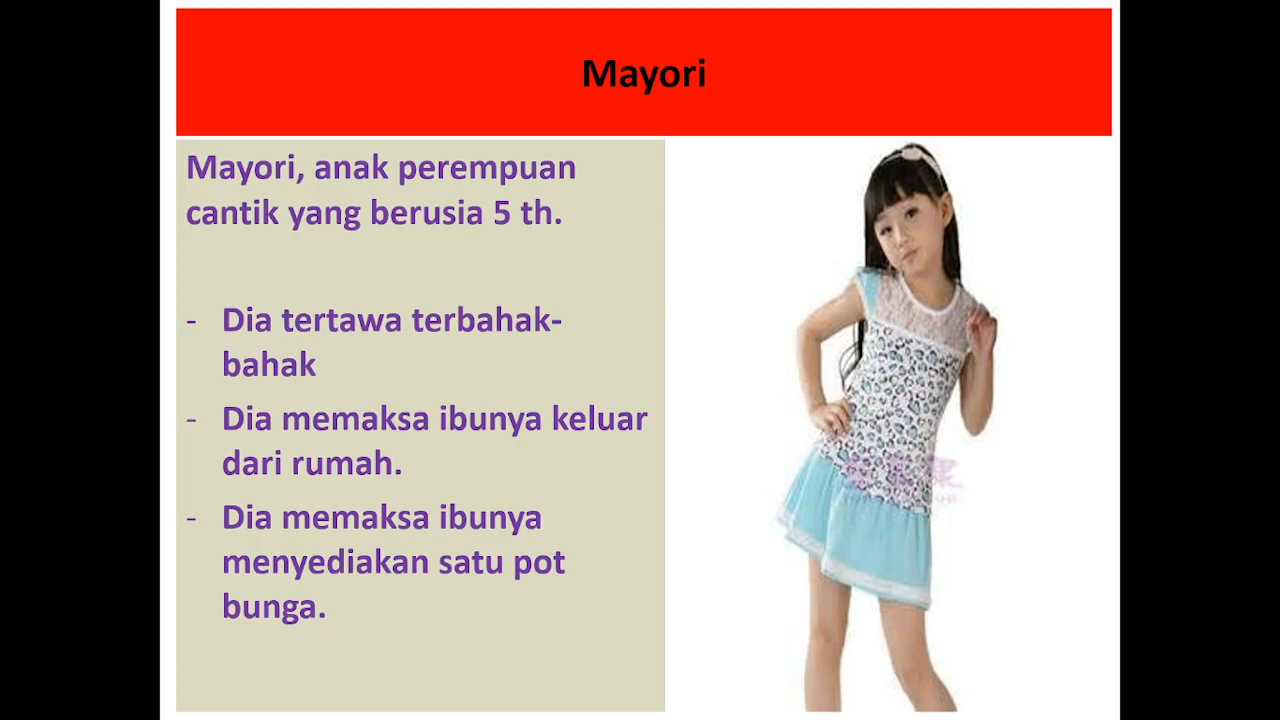 Mayori
Mayori, anak perempuan
cantik yang berusia 5 th.
- Dia tertawa terbahak-
bahak
- Dia memaksa ibunya keluar
dari rumah.
- Dia memaksa ibunya
menyediakan satu pot
bunga.